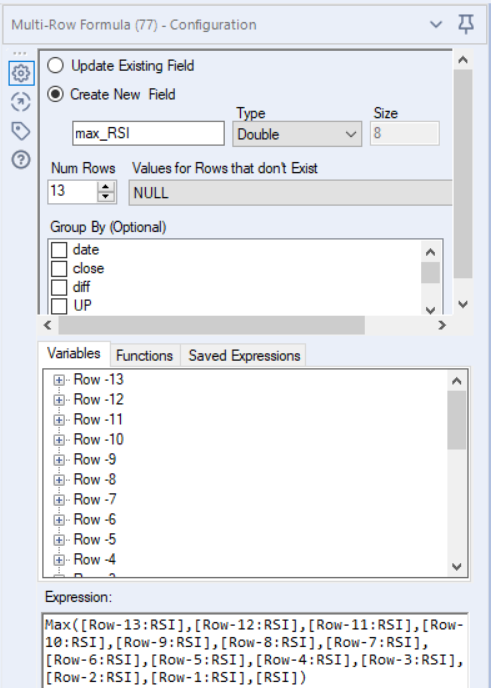 Multi-Row Formula (77) - Configuration
Update Existing Field
Create New Field
Type
Size
max_RSI
Double
8
Num Rows
Values for Rows that don't Exist
13
NULL
Group By (Optional)
date
close
diff
UP
Variables
Functions
Saved Expressions
Row -13
Row -12
Row -11
Row -10
Row -9
Row -8
Row -7
Row -6
Row -5
Row -4
Expression:
Max([Row-13:RSI],[Row-12:RSI],[Row-11:RSI],[Row-
10:RSI],[Row-9:RSI],[Row-8:RSI],[Row-7:RSI],
[Row-6:RSI],[Row-5:RSI],[Row-4:RSI],[Row-3:RSI],
[Row-2:RSI],[Row-1:RSI],[RSI])